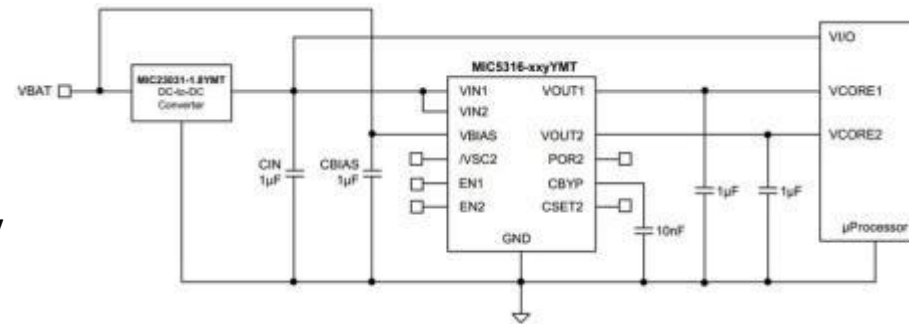 MIC5316-xxyYMT
VI/O
MIC23031-1.8YMT
DC-to-DC
Converter
VBAT
VIN1
VOUT1
VCORE1
VIN2
VBIAS
VOUT2
VCORE2
/VSC2
POR2
CIN
1µF
CBIAS
1µF
EN1
CBYP
EN2
CSET2
1µF
1µF
10nF
GND
µProcessor